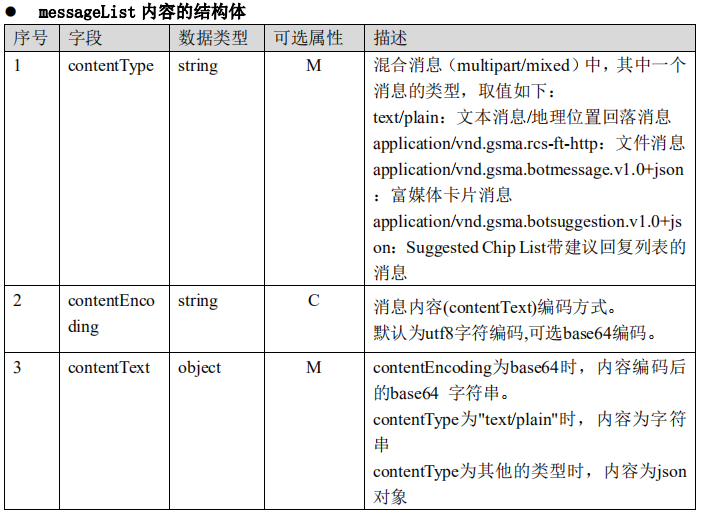 ● messageList 内容的结构体
序号 字段 数据类型 可选属性 描述
1 contentType string M 混合消息（multipart/mixed）中，其中一个
消息的类型，取值如下：
text/plain：文本消息/地理位置回落消息
application/vnd.gsma.rcs-ft-http：文件消息
application/vnd.gsma.botmessage.v1.0+json
：富媒体卡片消息
application/vnd.gsma.botsuggestion.v1.0+js
on：Suggested Chip List带建议回复列表的
消息
2 contentEnco string C 消息内容(contentText)编码方式。
ding 默认为utf8字符编码,可选base64编码。
3 contentText object M contentEncoding为base64时，内容编码后
的base64 字符串。
contentType为"text/plain"时，内容为字符
串
contentType为其他的类型时，内容为json
对象